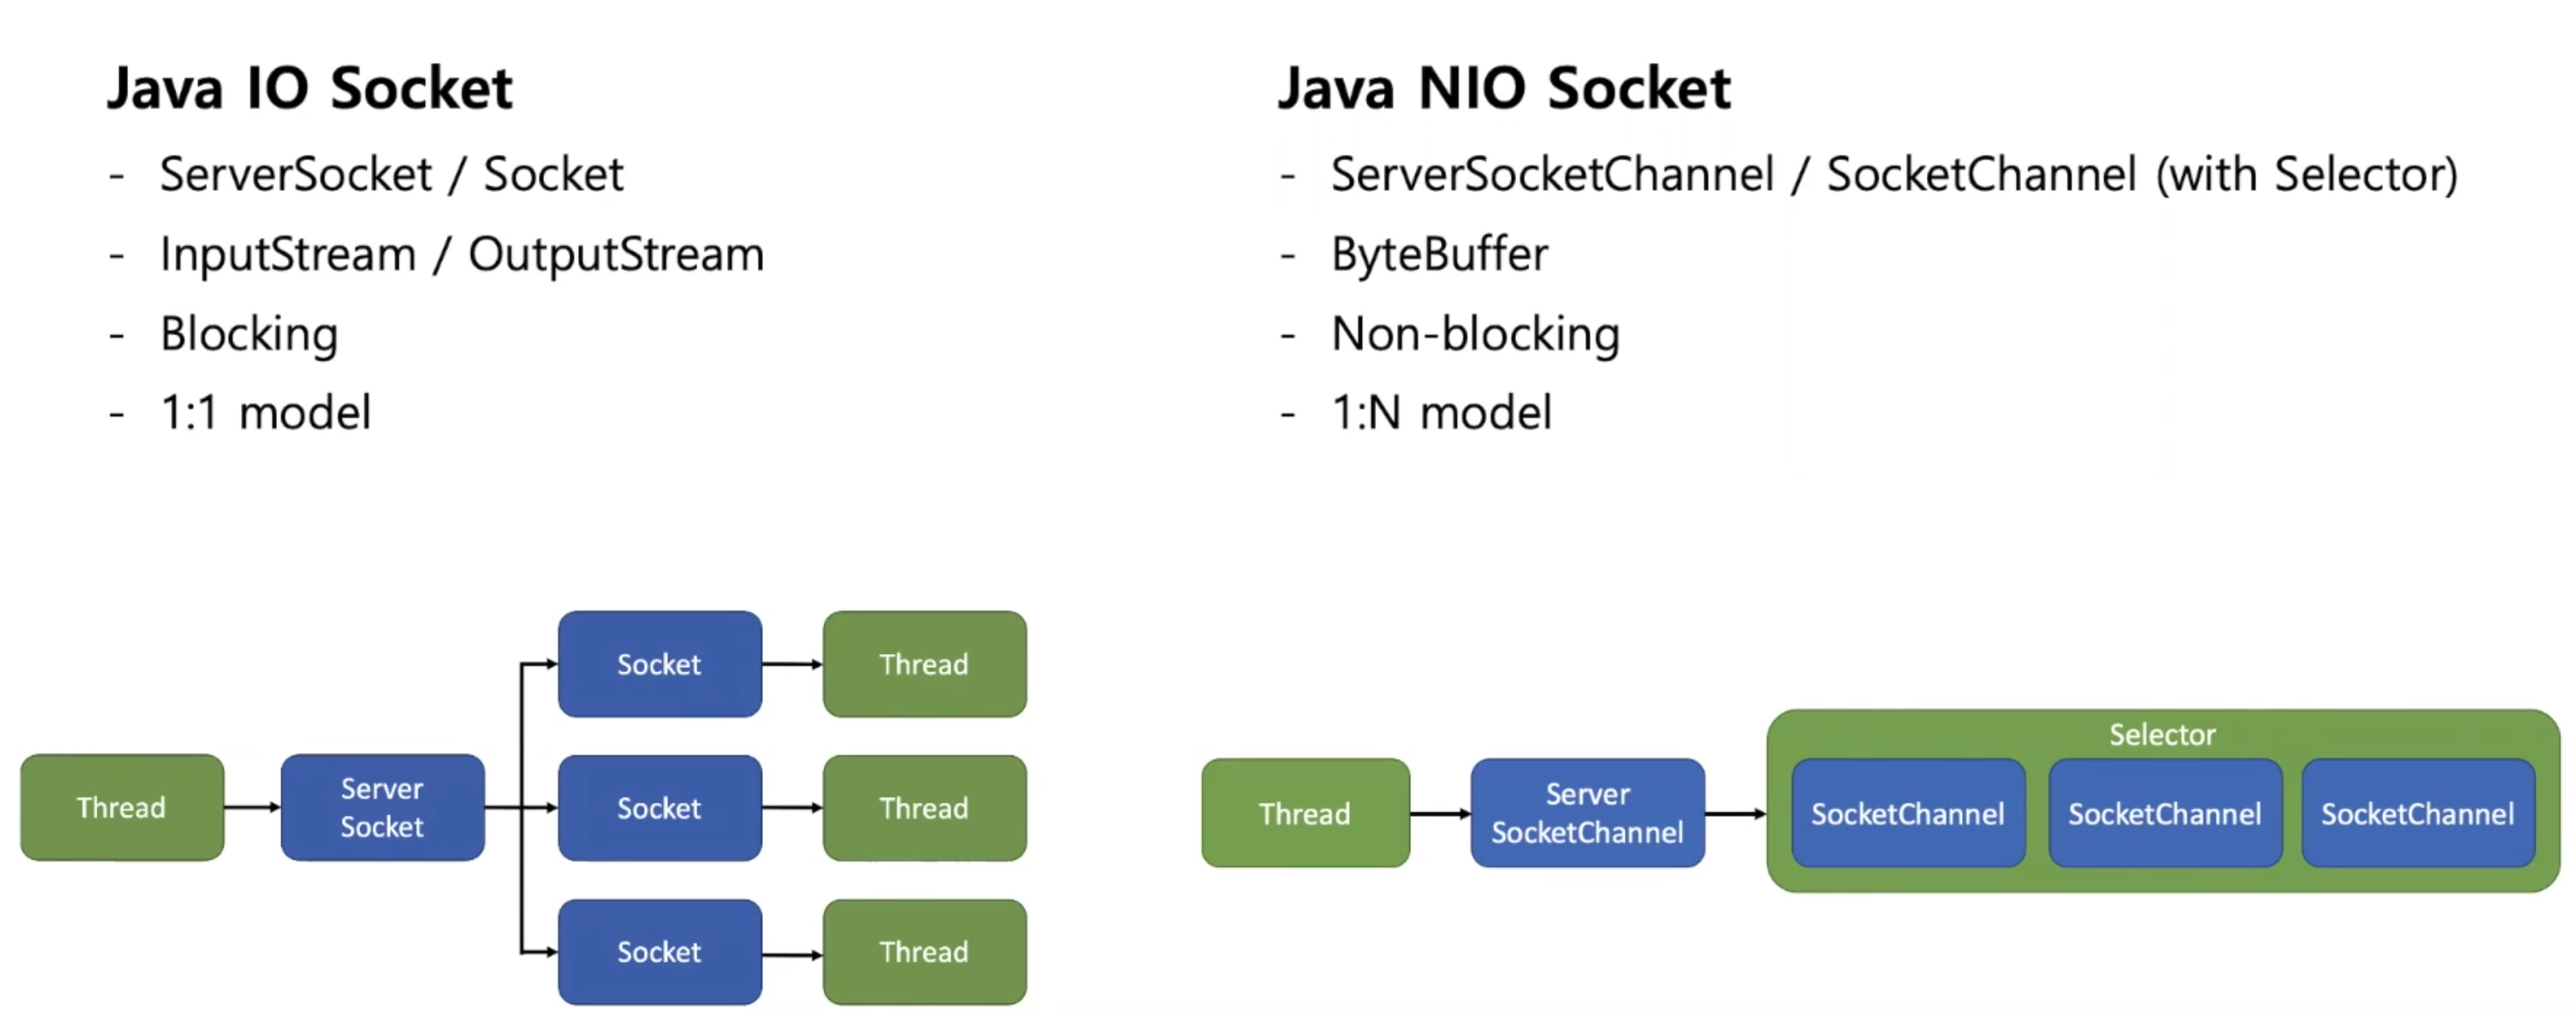 Java IO Socket
- ServerSocket / Socket
- InputStream / OutputStream
- Blocking
- 1:1 model
Java NIO Socket
- ServerSocketChannel / SocketChannel (with Selector)
- ByteBuffer
- Non-blocking
- 1:N model
Thread
Server
Socket
Socket
Thread
Socket
Thread
Socket
Thread
Thread
Server
SocketChannel
Selector
SocketChannel
SocketChannel
SocketChannel